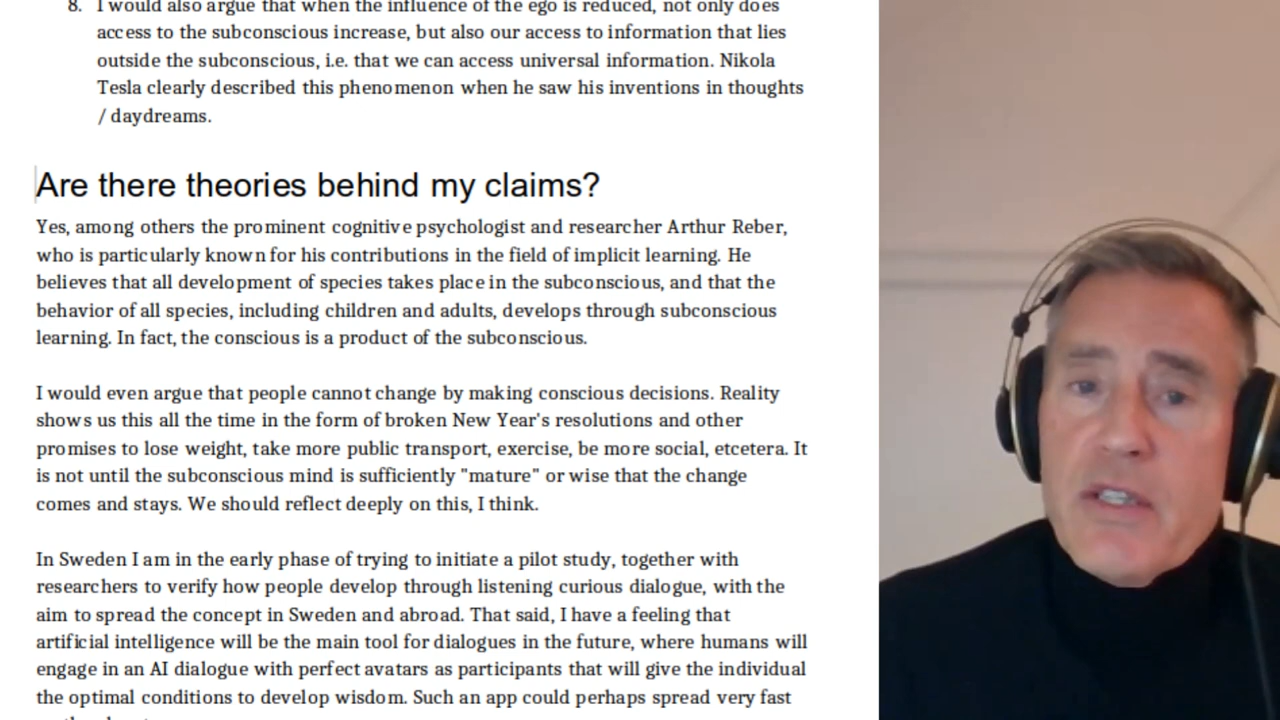 8. I would also argue that when the influence of the ego is reduced, not only does
access to the subconscious increase, but also our access to information that lies
outside the subconscious, i.e. that we can access universal information. Nikola
Tesla clearly described this phenomenon when he saw his inventions in thoughts
/ daydreams.
Are there theories behind my claims?
Yes, among others the prominent cognitive psychologist and researcher Arthur Reber,
who is particularly known for his contributions in the field of implicit learning. He
believes that all development of species takes place in the subconscious, and that the
behavior of all species, including children and adults, develops through subconscious
learning. In fact, the conscious is a product of the subconscious.
I would even argue that people cannot change by making conscious decisions. Reality
shows us this all the time in the form of broken New Year's resolutions and other
promises to lose weight, take more public transport, exercise, be more social, etcetera. It
is not until the subconscious mind is sufficiently "mature" or wise that the change
comes and stays. We should reflect deeply on this, I think.
In Sweden I am in the early phase of trying to initiate a pilot study, together with
researchers to verify how people develop through listening curious dialogue, with the
aim to spread the concept in Sweden and abroad. That said, I have a feeling that
artificial intelligence will be the main tool for dialogues in the future, where humans will
engage in an AI dialogue with perfect avatars as participants that will give the individual
the optimal conditions to develop wisdom. Such an app could perhaps spread very fast